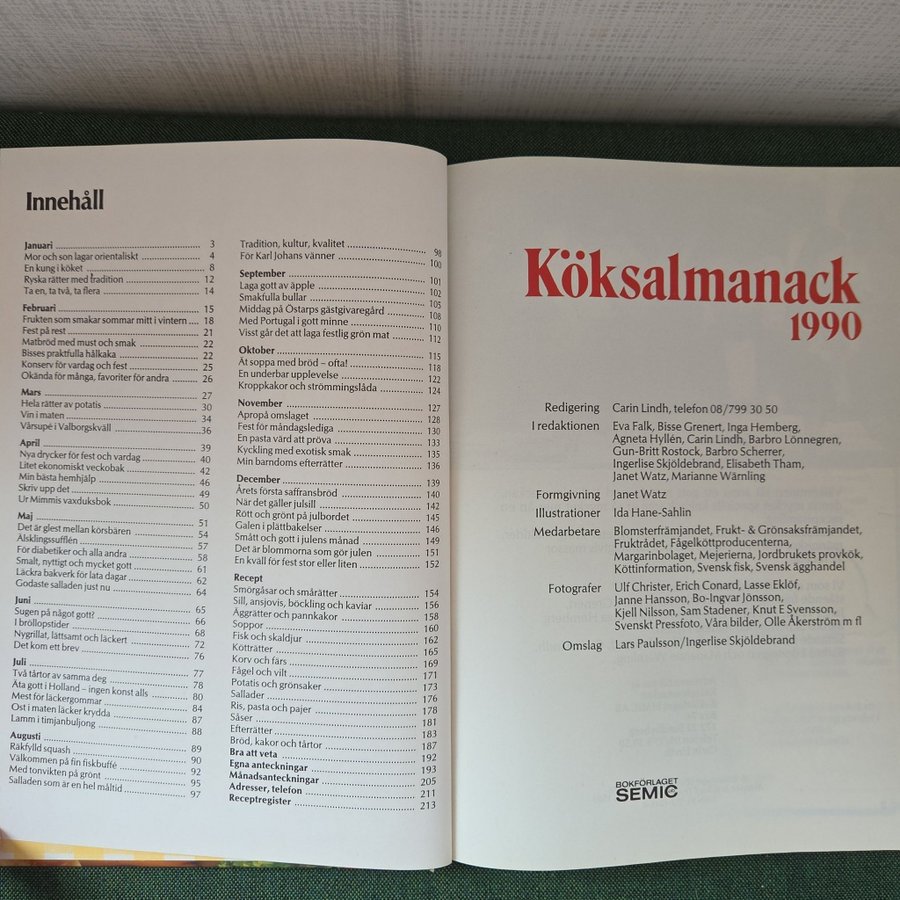 Innehåll
Januari 3
Mor och son lagar orientaliskt 4
En kung i köket 8
Ryska rätter med tradition 12
Ta en, ta två, ta flera 14
Februari 15
Frukten som smakar sommar mitt i vintern 18
Fest på rest 21
Matbröd med must och smak 22
Bisses praktfulla hålkaka 22
Konserv för vardag och fest 25
Okända för många, favoriter för andra 26
Mars 27
Hela rätter av potatis 30
Vin i maten 34
Vårsupé i Valborgskväll 36
April 39
Nya drycker för fest och vardag 40
Litet ekonomiskt veckobak 42
Min bästa hemhjälp 46
Skriv upp det 49
Ur Mimmis vaxduksbok 50
Maj 51
Det är glest mellan körsbären 54
Älsklingssufflén 57
För diabetiker och alla andra 58
Smalt, nyttigt och mycket gott 61
Läckra bakverk för lata dagar 62
Godaste salladen just nu 64
Juni 65
Sugen på något gott? 66
I bröllopstider 68
Nygrillat, lättsamt och läckert 72
Det kom ett brev 76
Juli 77
Två tårtor av samma deg 78
Äta gott i Holland – ingen konst alls 80
Mest för läckergommar 84
Ost i maten läcker krydda 87
Lamm i timjanbuljong 88
Augusti 89
Räkfylld squash 90
Välkommen på fin fiskbuffé 92
Med tonvikten på grönt 95
Salladen som är en hel måltid 97
Tradition, kultur, kvalitet 98
För Karl Johans vänner 100
September 101
Laga gott av äpple 102
Smakfulla bullar 105
Middag på Östarps gästgivaregård 108
Med Portugal i gott minne 110
Visst går det att laga festlig grön mat 112
Oktober 115
Ät soppa med bröd – ofta! 118
En underbar upplevelse 122
Kroppkakor och strömmingslåda 124
November 127
Apropå omslaget 128
Fest för måndagslediga 130
En pasta värd att pröva 133
Kyckling med exotisk smak 135
Min barndoms efterrätter 136
December 139
Årets första saffransbröd 140
När det gäller julsill 142
Rött och grönt på julbordet 145
Galen i plättbakelser 146
Smått och gott i julens månad 149
Det är blommorna som gör julen 151
En kväll för fest stor eller liten 152
Recept
Smörgåsar och smårätter 154
Sill, ansjovis, böckling och kaviar 156
Äggrätter och pannkakor 158
Soppor 160
Fisk och skaldjur 162
Kötträtter 165
Korv och färs 169
Fågel och vilt 171
Potatis och grönsaker 173
Sallader 176
Ris, pasta och pajer 178
Såser 181
Efterrätter 183
Bröd, kakor och tårtor 187
Bra att veta 192
Egna anteckningar 193
Månadsanteckningar 205
Adresser, telefon 211
Receptregister 213
Köksalmanack
1990
Redigering Carin Lindh, telefon 08/799 30 50
I redaktionen Eva Falk, Bisse Grenert, Inga Hemberg,
Agneta Hyllén, Carin Lindh, Barbro Lönnegren,
Gun-Britt Rostock, Barbro Scherrer,
Ingerlise Skjöldebrand, Elisabeth Tham,
Janet Watz, Marianne Wärnling
Formgivning Janet Watz
Illustrationer Ida Hane-Sahlin
Medarbetare Blomsterfrämjandet, Frukt- & Grönsaksfrämjandet,
Fruktrådet, Fågelköttproducenterna,
Margarinbolaget, Mejerierna, Jordbrukets provkök,
Köttinformation, Svensk fisk, Svensk ägghandel
Fotografer Ulf Christer, Erich Conard, Lasse Eklöf,
Janne Hansson, Bo-Ingvar Jönsson,
Kjell Nilsson, Sam Stadener, Knut E Svensson,
Svenskt Pressfoto, Våra bilder, Olle Åkerström m fl
Omslag Lars Paulsson/Ingerlise Skjöldebrand
BOKFÖRLAGET
SEMIC